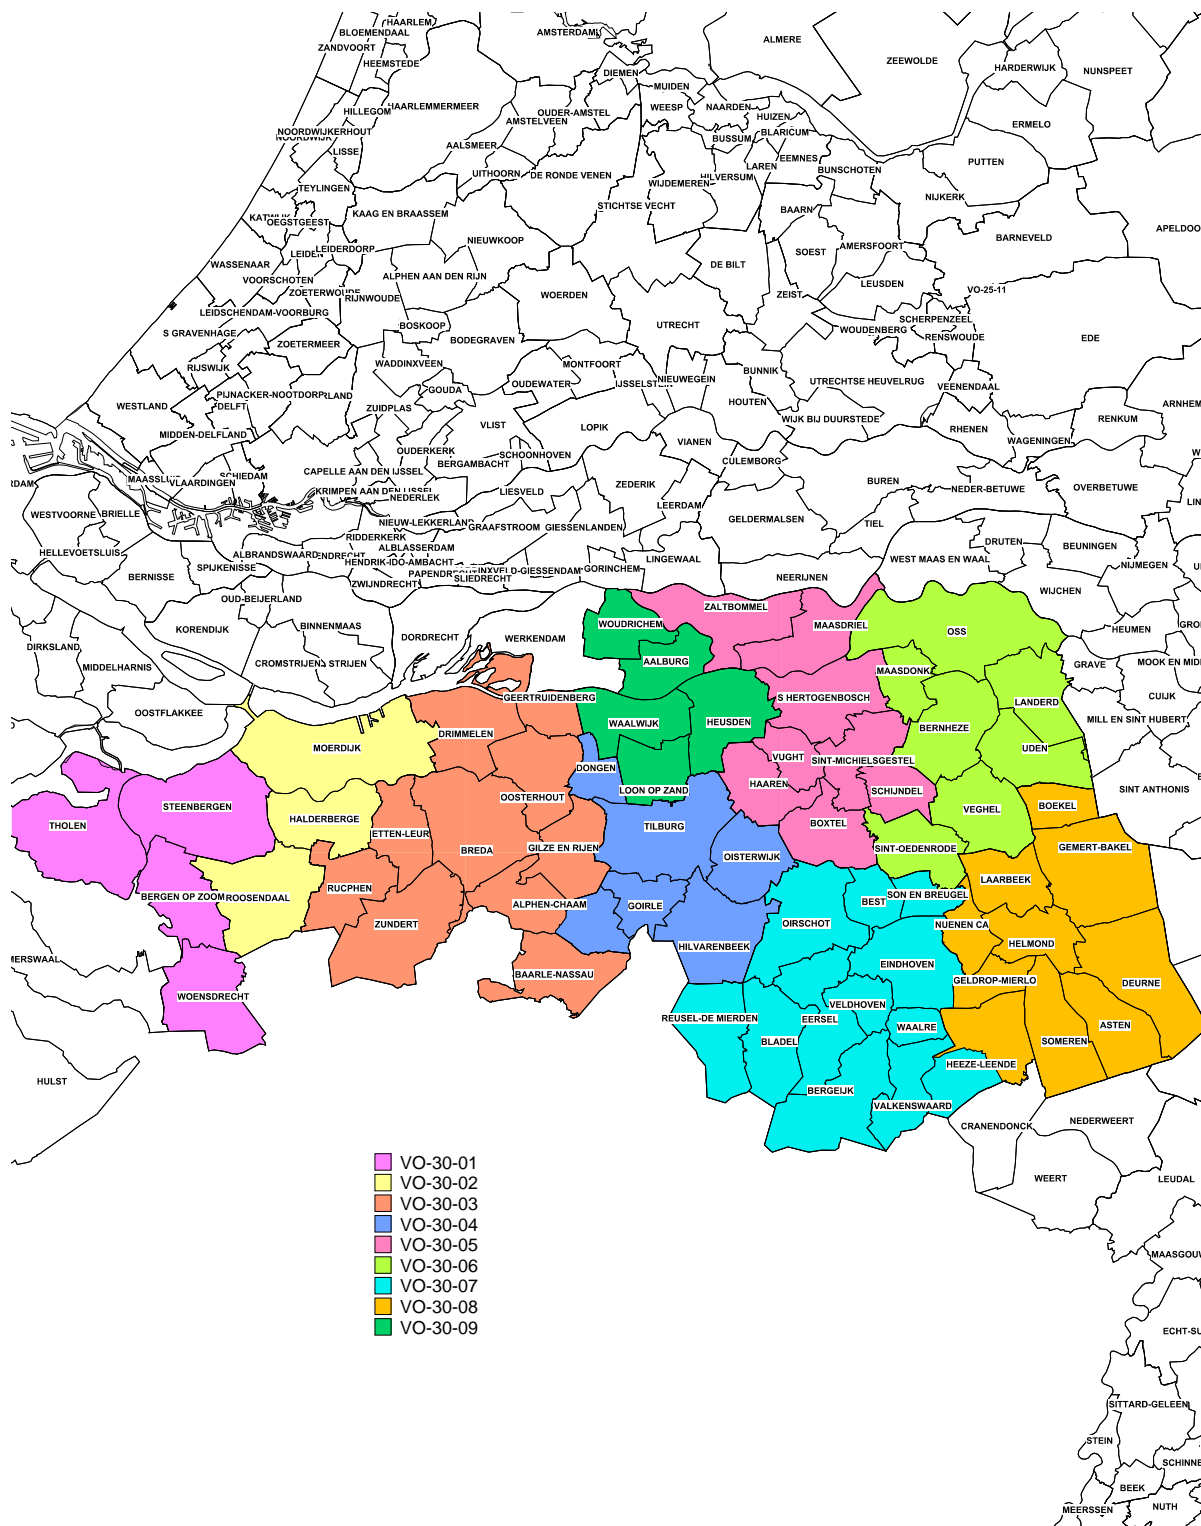 HAARLEM
BLOEMENDAAL
ZANDVOORT
HEEMSTEDE
AMSTERDAM
ALMERE
ZEEWOLDE
HARDERWIJK
NUNSPEET
DIEMEN
MUIDEN
HILLEGOM
HAARLEMMERMEER
OUDER-AMSTEL
AMSTELVEEN
WEESP
NAARDEN
HUIZEN
BLARICUM
ERMELO
NOORDWIJKERHOUT
LISSE
AALSMEER
BUSSUM
LAREN
EEMNES
PUTTEN
TEYLINGEN
UITHOORN
DE RONDE VENEN
WIJDEMEREN
HILVERSUM
BUNSCHOTEN
NIJKERK
KATWIJK
OEGSTGEEST
KAAG EN BRAASSEM
STICHTSE VECHT
BAARN
LEIDEN
LEIDERDORP
NIEUWKOOP
SOEST
AMERSFOORT
BARNEVELD
WASSENAAR
VOORSCHOTEN
ALPHEN AAN DEN RIJN
DE BILT
LEUSDEN
VO-25-11
ZOETERWOUDE
RIJNWOUDE
WOERDEN
ZEIST
LEIDSCHENDAM-VOORBURG
S GRAVENHAGE
BOSKOOP
UTRECHT
WOUDENBERG
SCHERPENZEEL
RENSWOUDE
EDE
ZOETERMEER
BODEGRAVEN
RIJSWIJK
WADDINXVEEN
MONTFOORT
BUNNIK
PIJNACKER-NOOTDORP
GOUDA
OUDEWATER
NIEUWEGEIN
UTRECHTSE HEUVELRUG
VEENENDAAL
WESTLAND
DELFT
ZUIDPLAS
HOUTEN
WIJK BIJ DUURSTEDE
RENKUM
MIDDEN-DELFLAND
VLIST
LOPIK
VIANEN
RHENEN
WAGENINGEN
OUDERKERK
SCHOONHOVEN
CULEMBORG
SCHIEDAM
CAPELLE AAN DEN IJSSEL
BERGAMBACHT
VLAARDINGEN
KRIMPEN AAN DEN IJSSEL
NEDERLEK
LIESVELD
ZEDERIK
BUREN
NEDER-BETUWE
OVERBETUWE
WESTVOORNE
BRIELLE
LEERDAM
GELDERMALSEN
TIEL
NIEUW-LEKKERLAND
GRAAFSTROOM
GIESSENLANDEN
HELLEVOETSLUIS
RIDDERKERK
DRUTEN
BEUNINGEN
ALBRANDSWAARD
ALBLASSERDAM
SPIJKENISSE
HENDRIK-IDO-AMBACHT
LINGEWAAL
WEST MAAS EN WAAL
NIJMEGEN
BERNISSE
ZWIJNDRECHT
SLIEDRECHT
GORINCHEM
NEERIJNEN
WIJCHEN
OUD-BEIJERLAND
ZALTBOMMEL
KORENDIJK
BINNENMAAS
DORDRECHT
WERKENDAM
WOUDRICHEM
MAASDRIEL
OSS
HEUMEN
DIRKSLAND
MIDDELHARNIS
CROMSTRIJEN
STRIJEN
AALBURG
MAASDONK
GRAVE
OOSTFLAKKEE
GEERTRUIDENBERG
S HERTOGENBOSCH
LANDERD
CUIJK
WAALWIJK
HEUSDEN
BERNHEZE
MILL EN SINT HUBERT
MOERDIJK
DRIMMELEN
UDEN
DONGEN
VUGHT
SINT-MICHIELSGESTEL
STEENBERGEN
OOSTERHOUT
LOON OP ZAND
HAAREN
SCHIJNDEL
SINT ANTHONIS
HALDERBERGE
BOXTEL
VEGHEL
BOEKEL
THOLEN
ETTEN-LEUR
BREDA
GILZE EN RIJEN
TILBURG
OISTERWIJK
SINT-OEDENRODE
GEMERT-BAKEL
BERGEN OP ZOOM
ROOSENDAAL
RUCPHEN
ALPHEN-CHAAM
GOIRLE
BEST
SON EN BREUGEL
LAARBEEK
ZUNDERT
OIRSCHOT
NUENEN CA
HILVARENBEEK
HELMOND
WOENSDRECHT
BAARLE-NASSAU
EINDHOVEN
GELDROP-MIERLO
DEURNE
REUSEL-DE MIERDEN
EERSEL
VELDHOVEN
WAALRE
ASTEN
BLADEL
SOMEREN
HULST
HEEZE-LEENDE
BERGEIJK
VALKENSWAARD
CRANENDONCK
NEDERWEERT
WEERT
LEUDAL
VO-30-01
VO-30-02
VO-30-03
VO-30-04
VO-30-05
VO-30-06
VO-30-07
VO-30-08
VO-30-09
SITTARD-GELEEN
STEIN
BEEK
MEERSSEN
NUTH